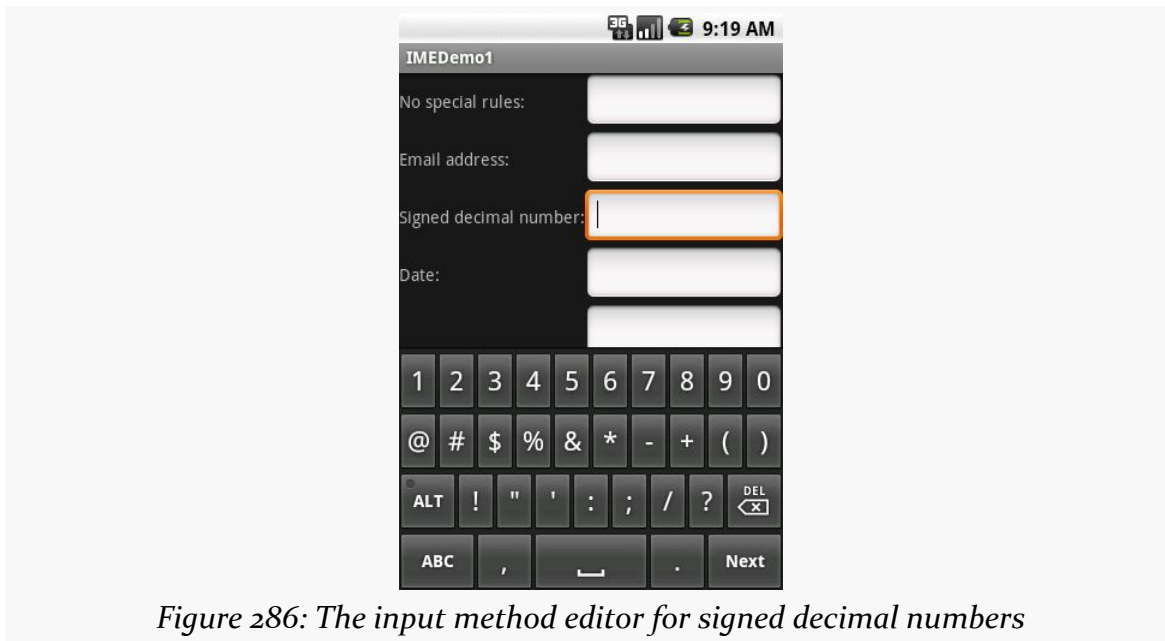 3G 9:19 AM
IMEDemo1
No special rules:
Email address:
Signed decimal number:
Date:
1 2 3 4 5 6 7 8 9 0
@ # $ % & * - + ( )
ALT ! " ' : ; / ? DEL
ABC , . Next
Figure 286: The input method editor for signed decimal numbers